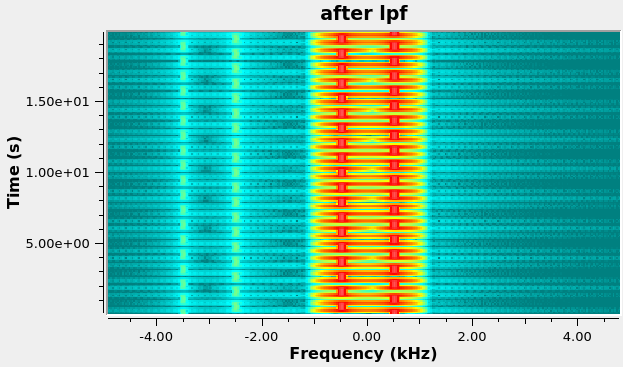 after lpf
Time (s)
1.50e+01
1.00e+01
5.00e+00
-4.00 -2.00 0.00 2.00 4.00
Frequency (kHz)